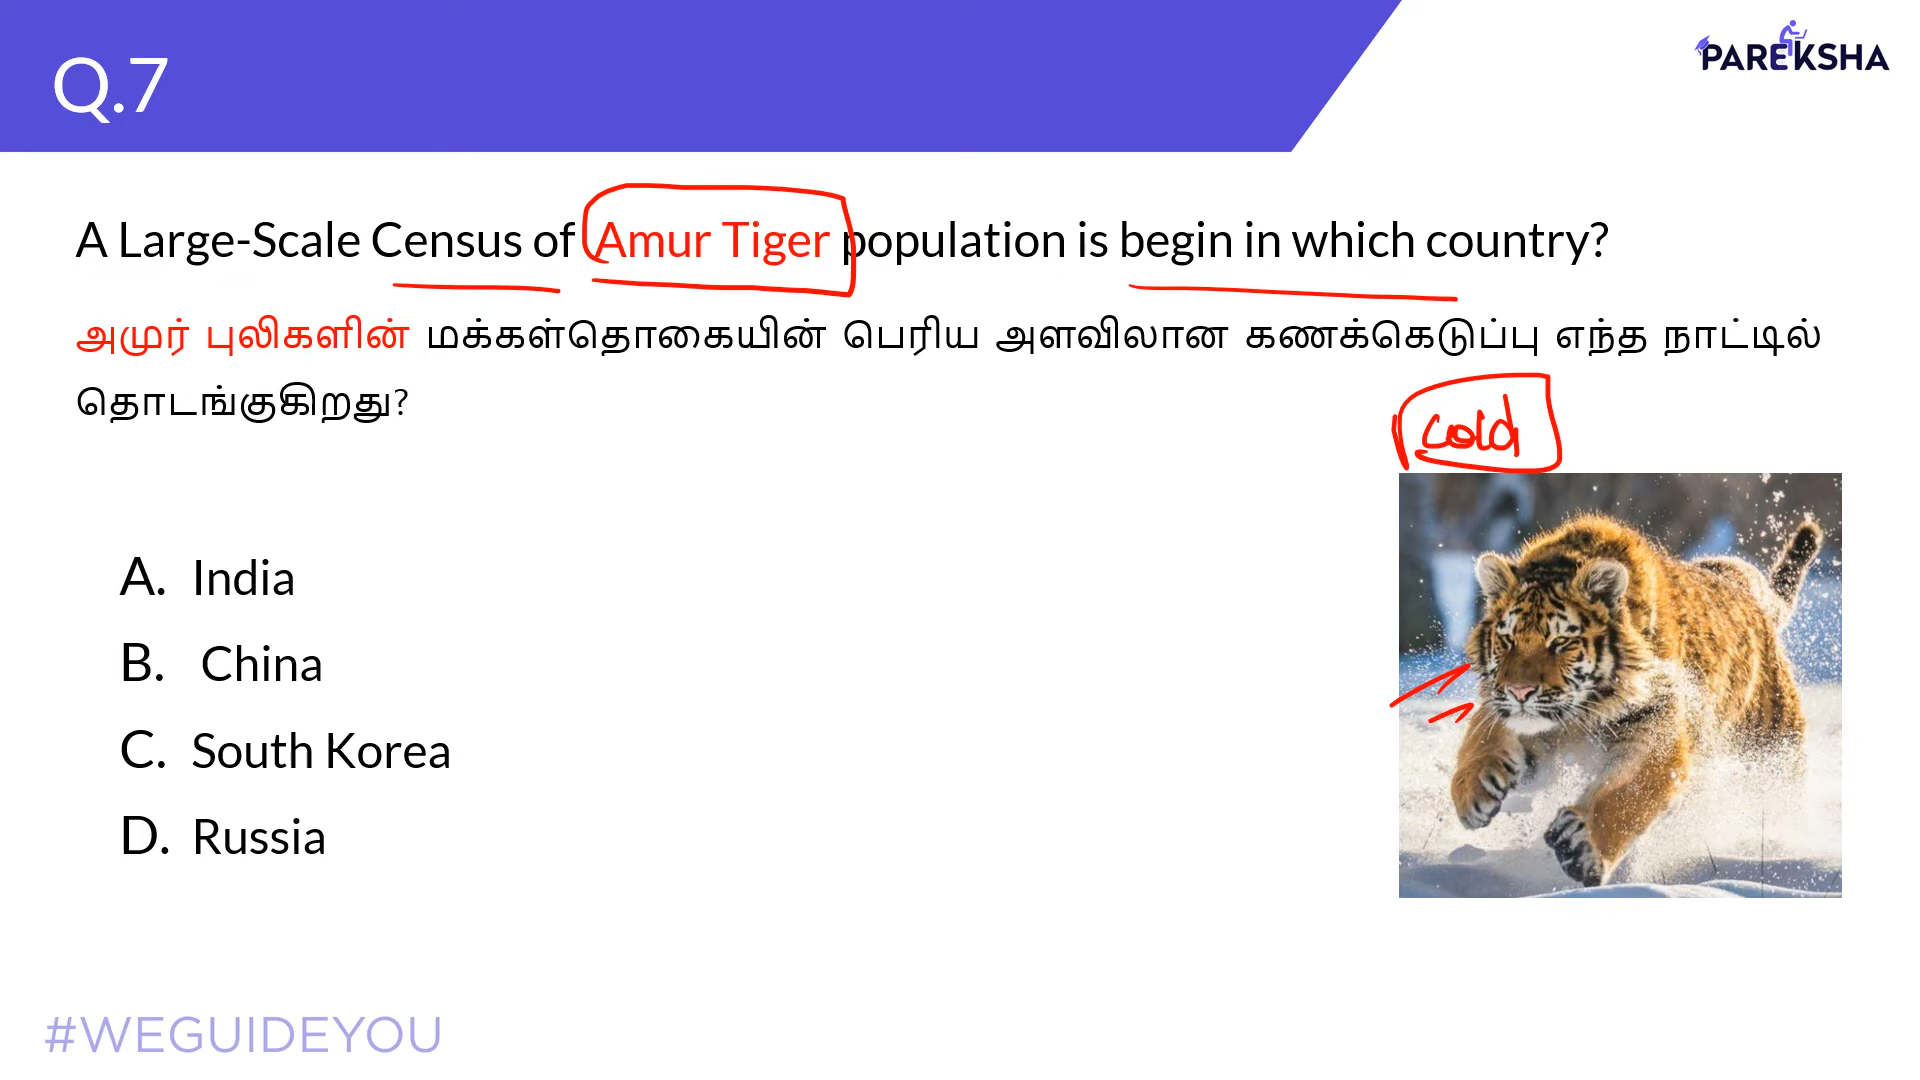 Q.7
PAREKSHA
A Large-Scale Census of Amur Tiger population is begin in which country?
அமுர் புலிகளின் மக்கள்தொகையின் பெரிய அளவிலான கணக்கெடுப்பு எந்த நாட்டில்
தொடங்குகிறது?
cold
A. India
B. China
C. South Korea
D. Russia
#WEGUIDEYOU